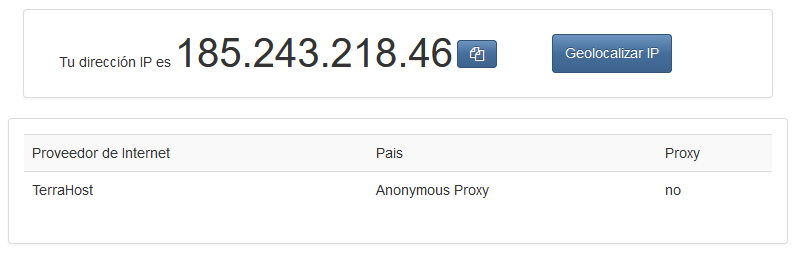 Tu dirección IP es 185.243.218.46 Geolocalizar IP
Proveedor de Internet Pais Proxy
TerraHost Anonymous Proxy no